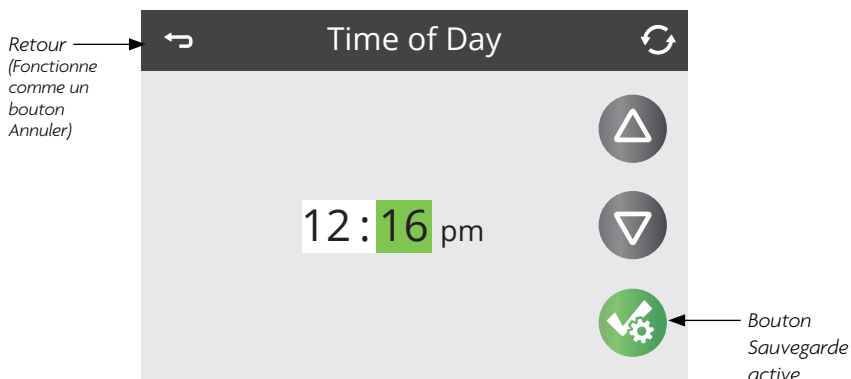 Time of Day
Retour
(Fonctionne
comme un
bouton
Annuler)
12 : 16 pm
Bouton
Sauvegarde
active